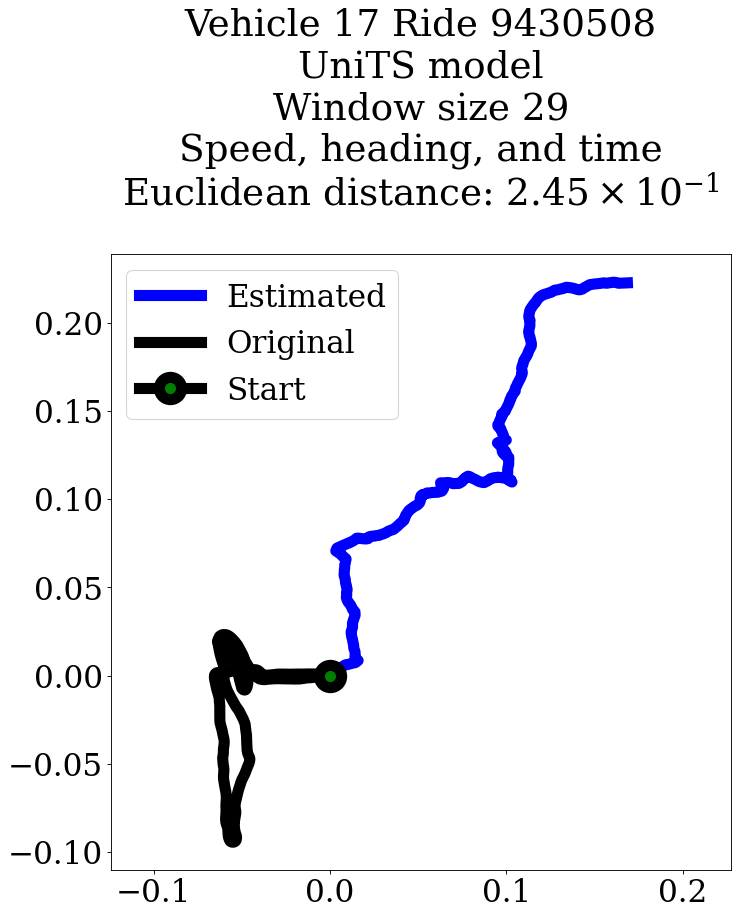 Vehicle 17 Ride 9430508
UniTS model
Window size 29
Speed, heading, and time
Euclidean distance: 2.45 × 10⁻¹
Estimated
Original
Start
0.20
0.15
0.10
0.05
0.00
−0.05
−0.10
−0.1 0.0 0.1 0.2